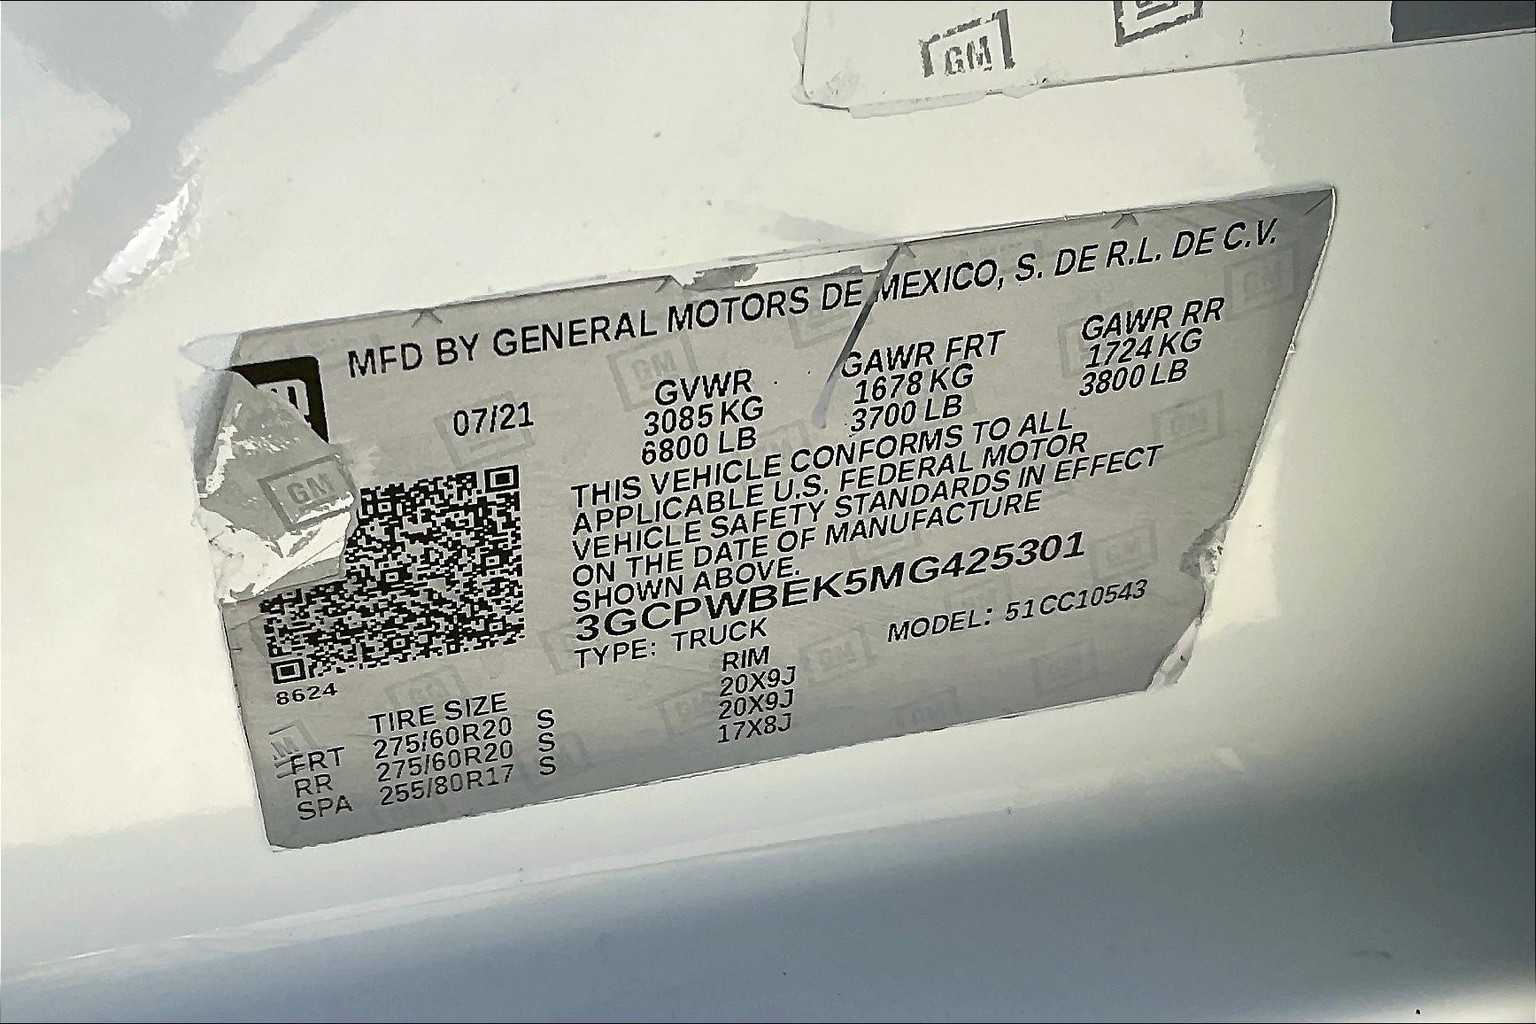 GM
MFD BY GENERAL MOTORS DE MEXICO, S. DE R.L. DE C.V.
07/21
GVWR GAWR FRT GAWR RR
3085 KG 1678 KG 1724 KG
6800 LB 3700 LB 3800 LB
THIS VEHICLE CONFORMS TO ALL
APPLICABLE U.S. FEDERAL MOTOR
VEHICLE SAFETY STANDARDS IN EFFECT
ON THE DATE OF MANUFACTURE
SHOWN ABOVE.
3GCPWBEK5MG425301
TYPE: TRUCK MODEL: 51CC10543
GM
8624
TIRE SIZE RIM
FRT 275/60R20 S 20X9J
RR 275/60R20 S 20X9J
SPA 255/80R17 S 17X8J